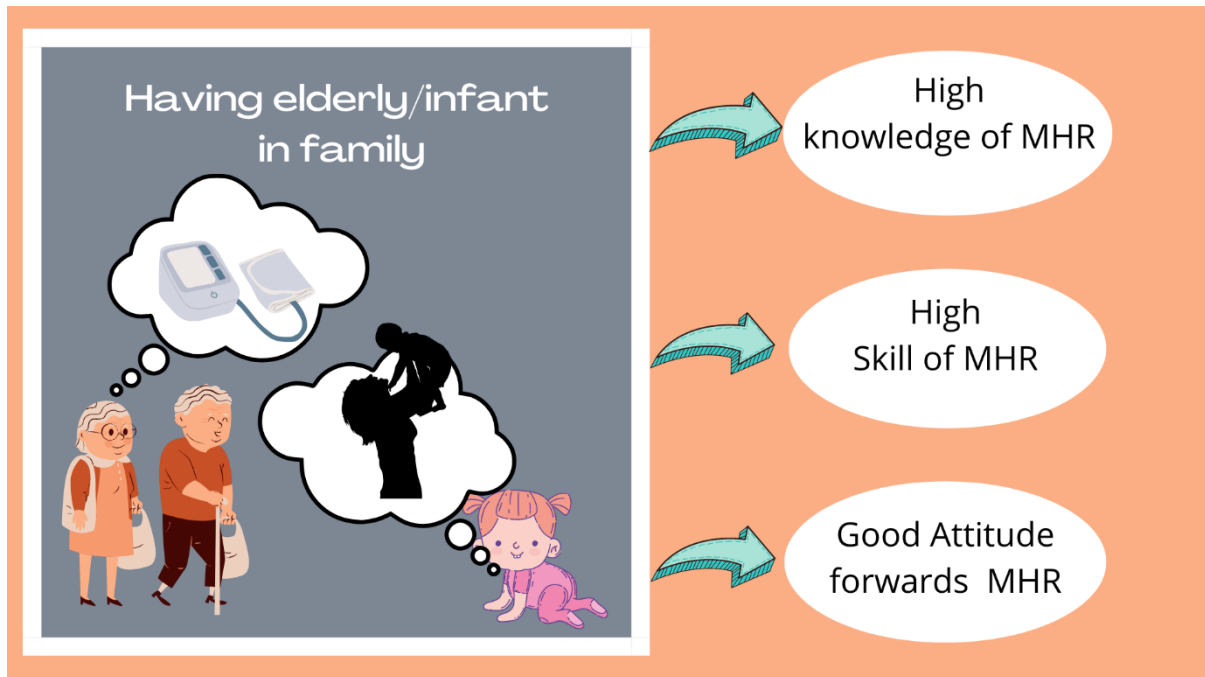 Having elderly/infant
in family
High
knowledge of MHR
High
Skill of MHR
Good Attitude
forwards MHR